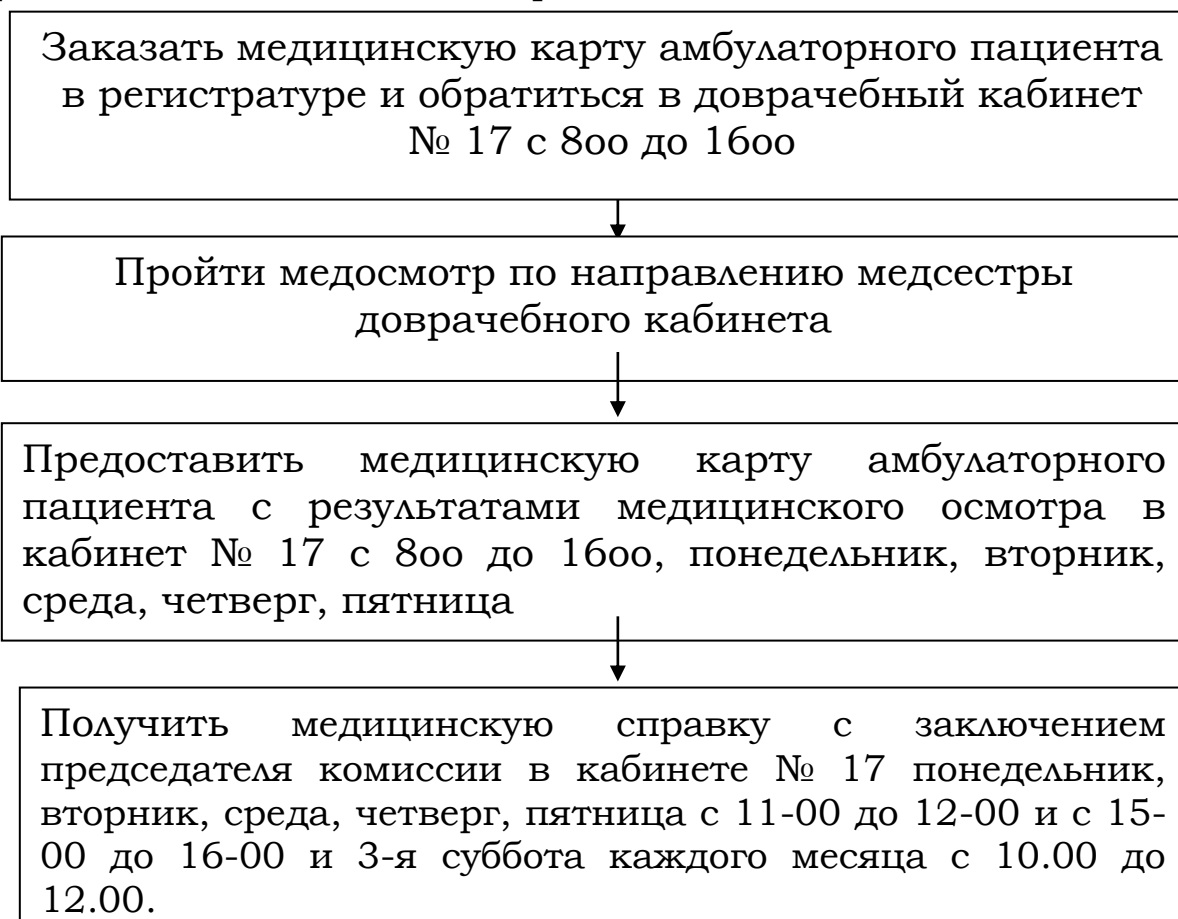 Заказать медицинскую карту амбулаторного пациента
в регистратуре и обратиться в доврачебный кабинет
№ 17 с 8оо до 16оо
Пройти медосмотр по направлению медсестры
доврачебного кабинета
Предоставить медицинскую карту амбулаторного
пациента с результатами медицинского осмотра в
кабинет № 17 с 8оо до 16оо, понедельник, вторник,
среда, четверг, пятница
Получить медицинскую справку с заключением
председателя комиссии в кабинете № 17 понедельник,
вторник, среда, четверг, пятница с 11-00 до 12-00 и с 15-
00 до 16-00 и 3-я суббота каждого месяца с 10.00 до
12.00.